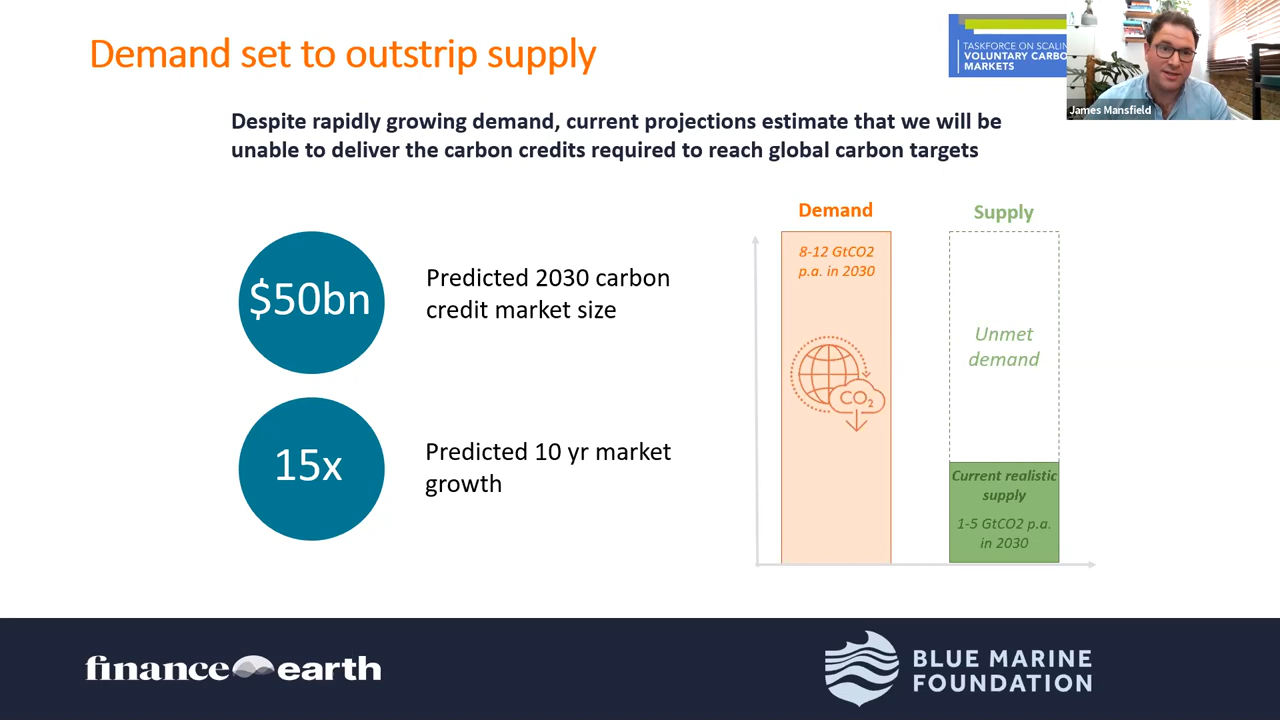 Demand set to outstrip supply
TASKFORCE ON SCALIN
VOLUNTARY CARBO
MARKETS
James Mansfield
Despite rapidly growing demand, current projections estimate that we will be
unable to deliver the carbon credits required to reach global carbon targets
$50bn
Predicted 2030 carbon
credit market size
15x
Predicted 10 yr market
growth
Demand
8-12 GtCO2
p.a. in 2030
CO2
Supply
Unmet
demand
Current realistic
supply
1-5 GtCO2 p.a.
in 2030
finance earth
BLUE MARINE
FOUNDATION